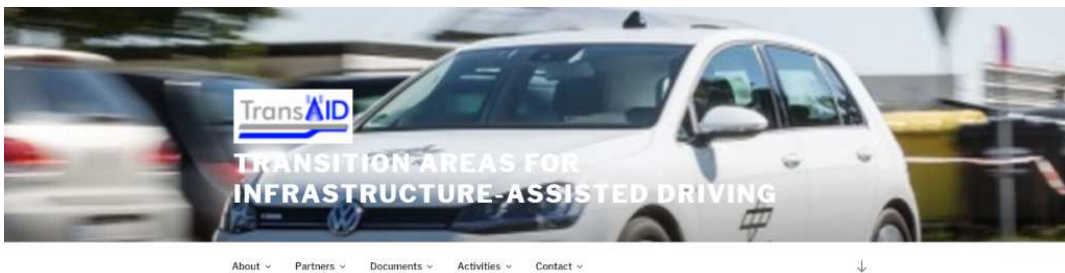 TransAID
TRANSITION AREAS FOR
INFRASTRUCTURE-ASSISTED DRIVING
About Partners Documents Activities Contact